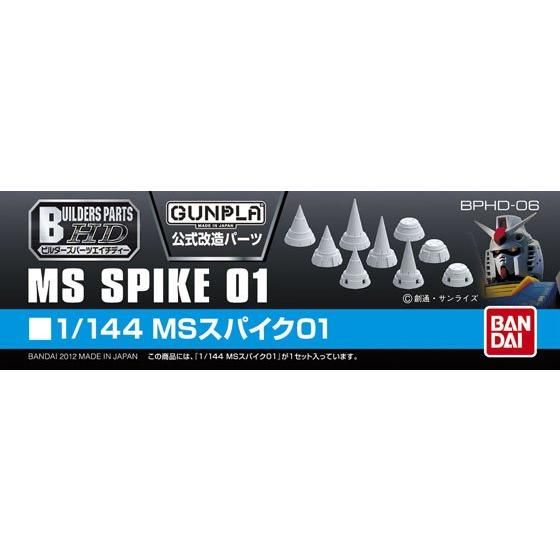 BUILDERS PARTS
HD
ビルダーズパーツエイチディー
GUNPLA
MADE IN JAPAN
公式改造パーツ
BPHD-06
MS SPIKE 01
©創通・サンライズ
■1/144 MSスパイク01
BAN
DAI
BANDAI 2012 MADE IN JAPAN この商品には、「1/144 MSスパイク01」が1セット入っています。